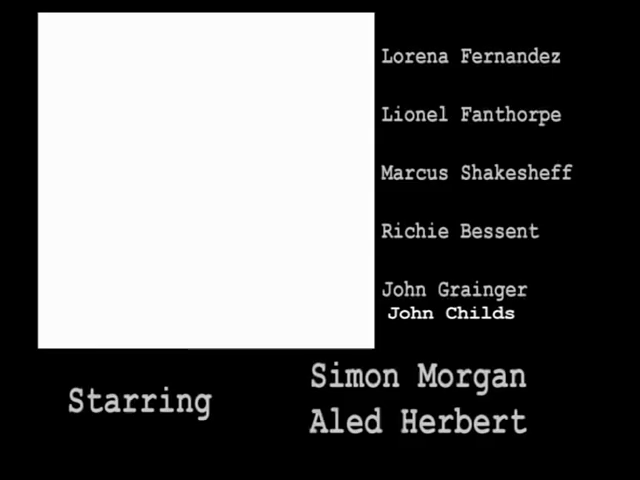 Lorena Fernandez
Lionel Fanthorpe
Marcus Shakesheff
Richie Bessent
John Grainger
John Childs
Starring
Simon Morgan
Aled Herbert